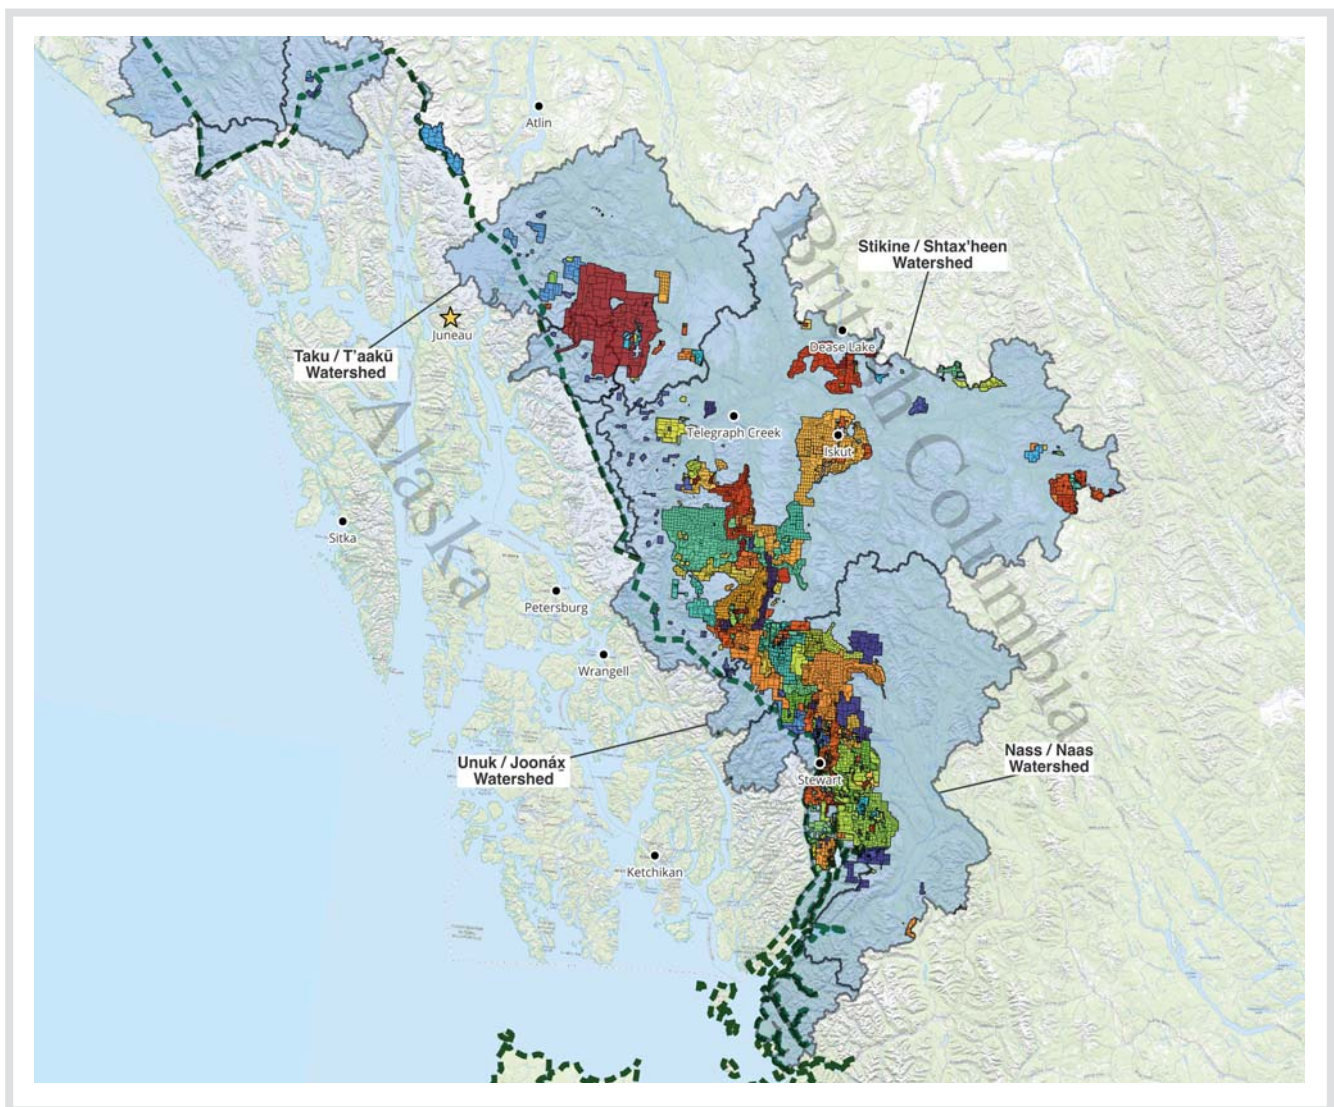 Atlin
British Columbia
Stikine / Shtax'heen
Watershed
Juneau
Dease Lake
Taku / T'aakū
Watershed
Alaska
Telegraph Creek
Iskut
Sitka
Petersburg
Wrangell
Unuk / Joonáx̱
Watershed
Nass / Naas
Watershed
Stewart
Ketchikan